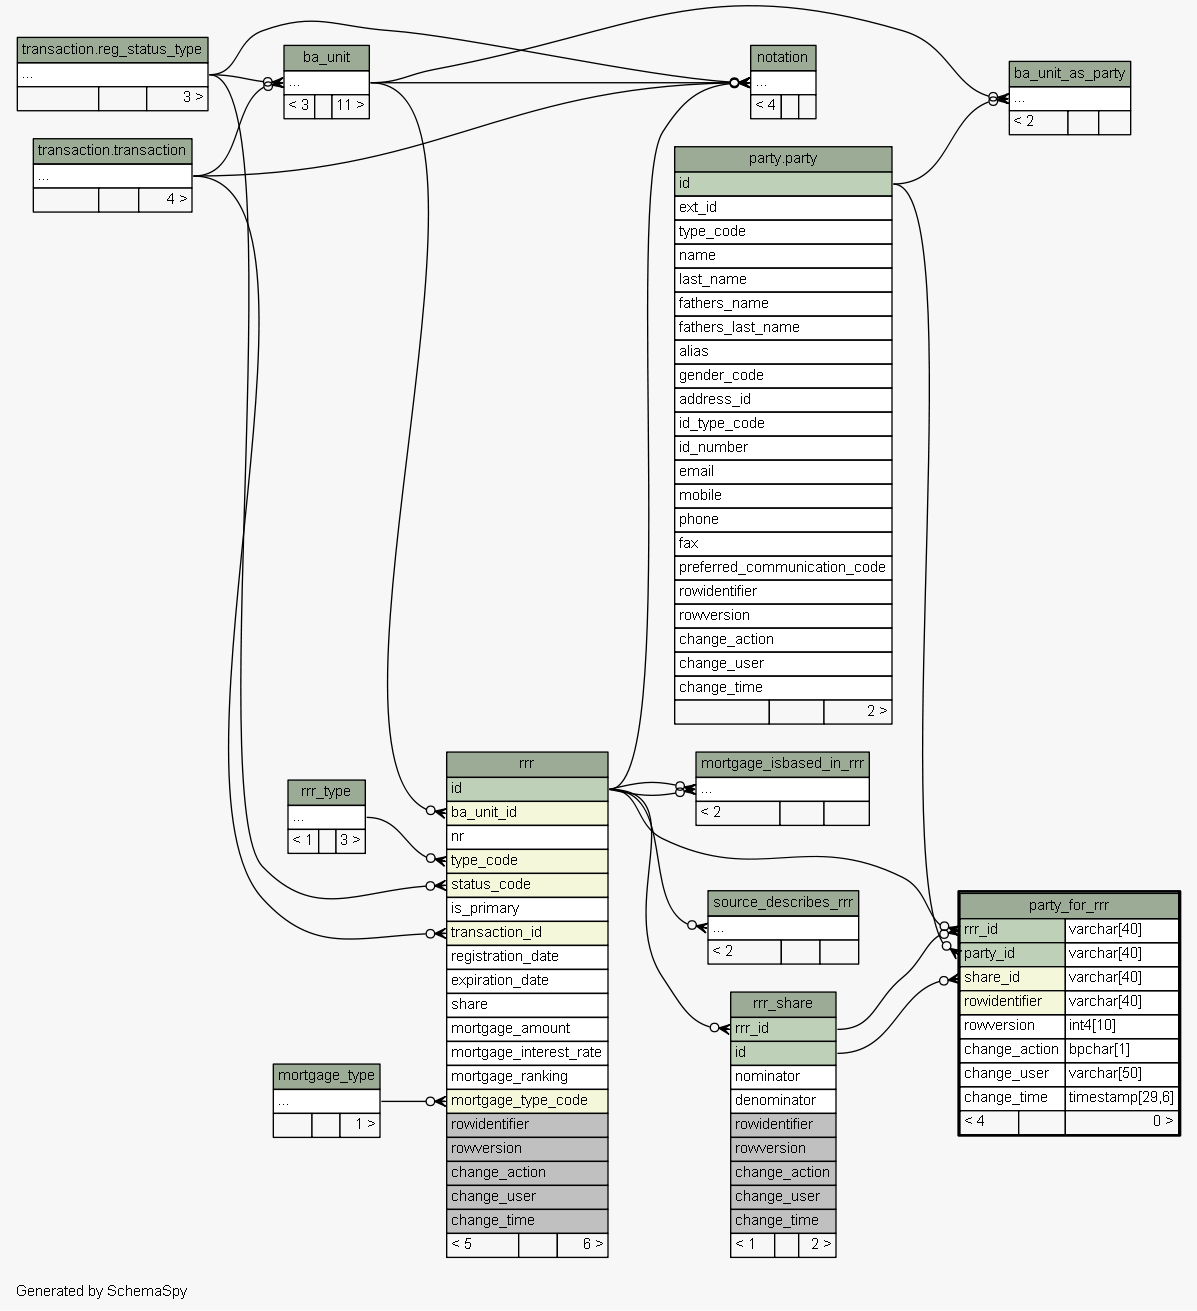 transaction.reg_status_type
...
3 >
ba_unit
...
< 3 11 >
notation
...
< 4
ba_unit_as_party
...
< 2
transaction.transaction
...
4 >
party.party
id
ext_id
type_code
name
last_name
fathers_name
fathers_last_name
alias
gender_code
address_id
id_type_code
id_number
email
mobile
phone
fax
preferred_communication_code
rowidentifier
rowversion
change_action
change_user
change_time
2 >
rrr_type
...
< 1 3 >
mortgage_type
...
1 >
rrr
id
ba_unit_id
nr
type_code
status_code
is_primary
transaction_id
registration_date
expiration_date
share
mortgage_amount
mortgage_interest_rate
mortgage_ranking
mortgage_type_code
rowidentifier
rowversion
change_action
change_user
change_time
< 5 6 >
mortgage_isbased_in_rrr
...
< 2
source_describes_rrr
...
< 2
rrr_share
rrr_id
id
nominator
denominator
rowidentifier
rowversion
change_action
change_user
change_time
< 1 2 >
party_for_rrr
rrr_id varchar[40]
party_id varchar[40]
share_id varchar[40]
rowidentifier varchar[40]
rowversion int4[10]
change_action bpchar[1]
change_user varchar[50]
change_time timestamp[29,6]
< 4 0 >
Generated by SchemaSpy